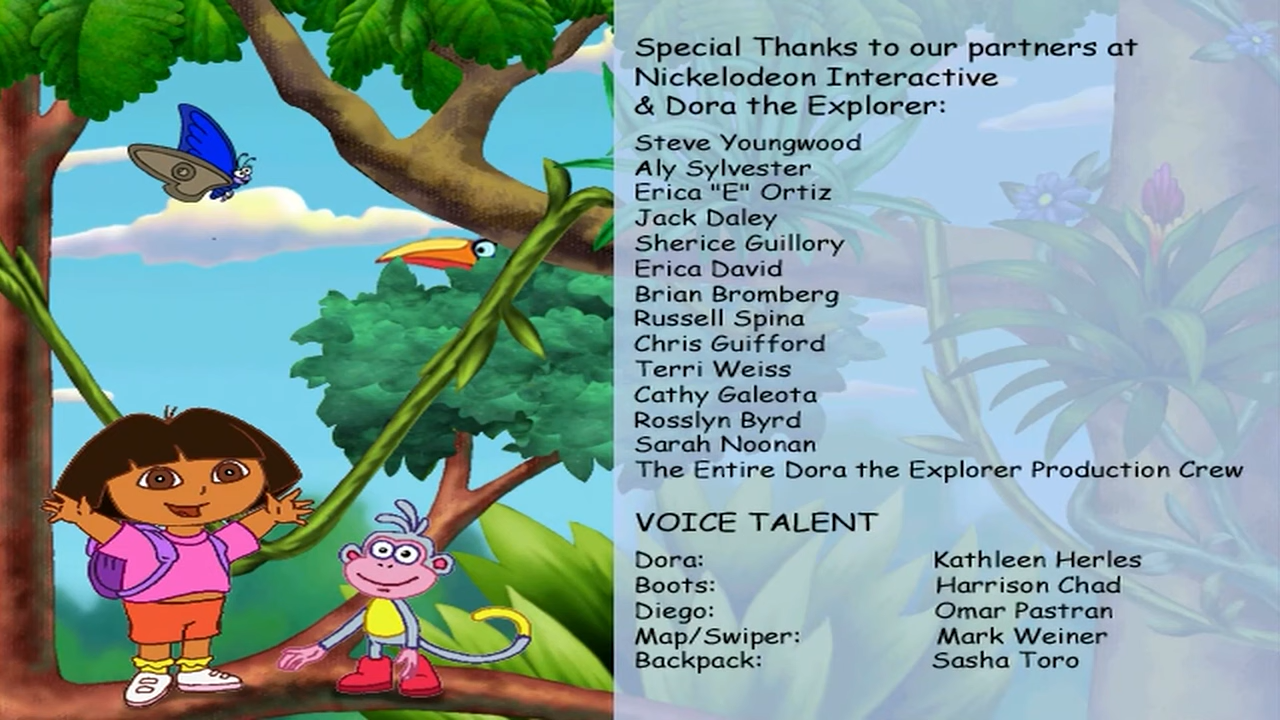 Special Thanks to our partners at
Nickelodeon Interactive
& Dora the Explorer:
Steve Youngwood
Aly Sylvester
Erica "E" Ortiz
Jack Daley
Sherice Guillory
Erica David
Brian Bromberg
Russell Spina
Chris Guifford
Terri Weiss
Cathy Galeota
Rosslyn Byrd
Sarah Noonan
The Entire Dora the Explorer Production Crew
VOICE TALENT
Dora: Kathleen Herles
Boots: Harrison Chad
Diego: Omar Pastran
Map/Swiper: Mark Weiner
Backpack: Sasha Toro